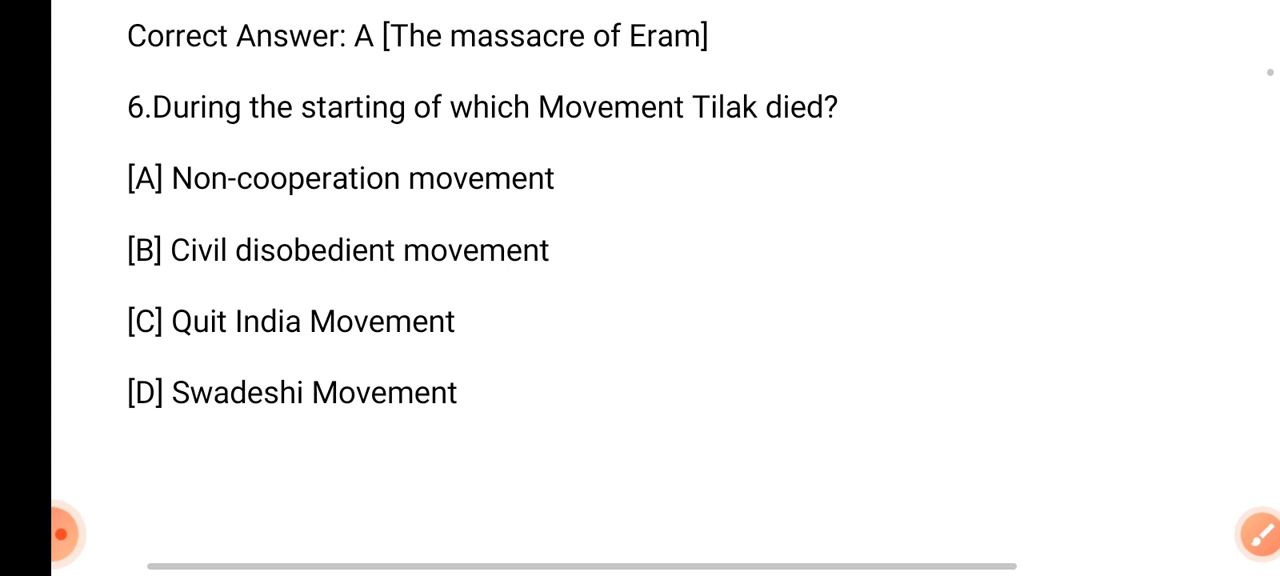 Correct Answer: A [The massacre of Eram]
6.During the starting of which Movement Tilak died?
[A] Non-cooperation movement
[B] Civil disobedient movement
[C] Quit India Movement
[D] Swadeshi Movement